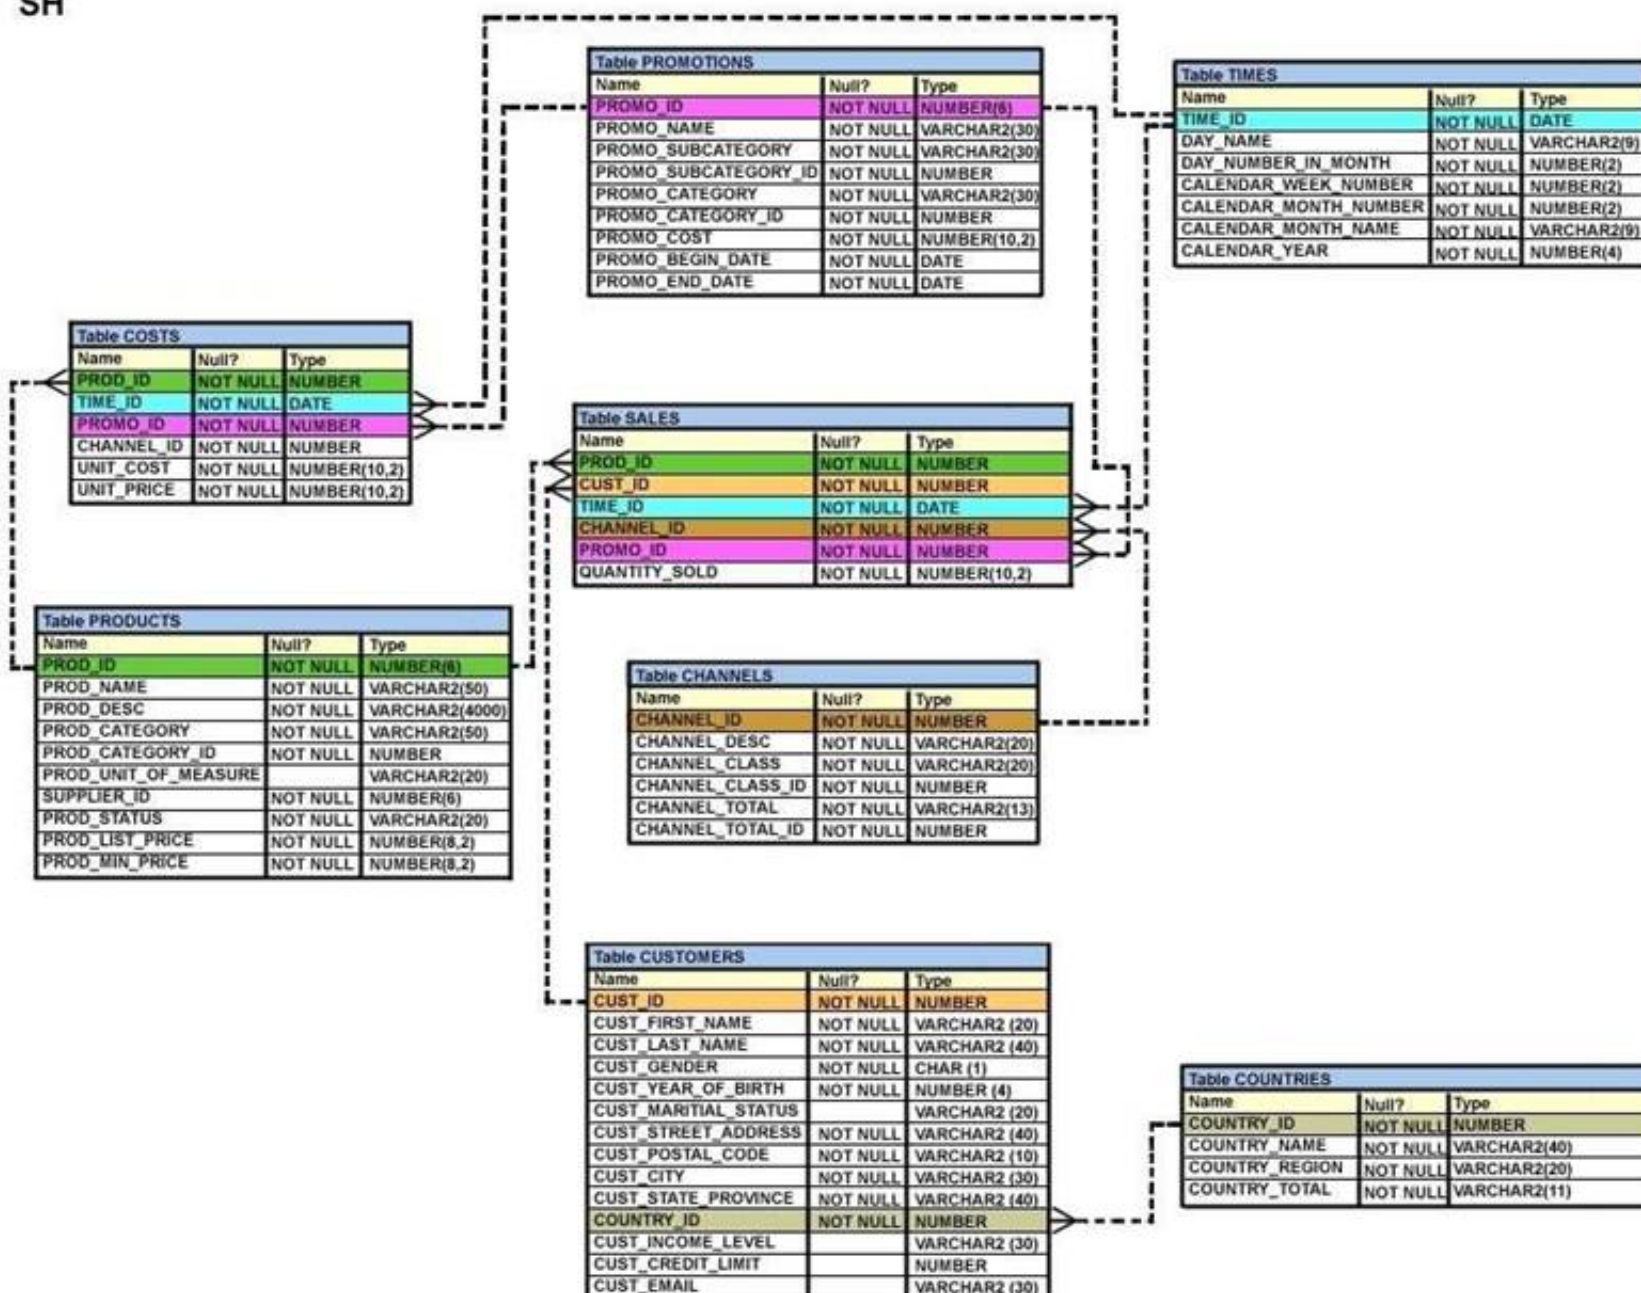 SH
Table PROMOTIONS
Name Null? Type
PROMO_ID NOT NULL NUMBER(6)
PROMO_NAME NOT NULL VARCHAR2(30)
PROMO_SUBCATEGORY NOT NULL VARCHAR2(30)
PROMO_SUBCATEGORY_ID NOT NULL NUMBER
PROMO_CATEGORY NOT NULL VARCHAR2(30)
PROMO_CATEGORY_ID NOT NULL NUMBER
PROMO_COST NOT NULL NUMBER(10,2)
PROMO_BEGIN_DATE NOT NULL DATE
PROMO_END_DATE NOT NULL DATE
Table TIMES
Name Null? Type
TIME_ID NOT NULL DATE
DAY_NAME NOT NULL VARCHAR2(9)
DAY_NUMBER_IN_MONTH NOT NULL NUMBER(2)
CALENDAR_WEEK_NUMBER NOT NULL NUMBER(2)
CALENDAR_MONTH_NUMBER NOT NULL NUMBER(2)
CALENDAR_MONTH_NAME NOT NULL VARCHAR2(9)
CALENDAR_YEAR NOT NULL NUMBER(4)
Table COSTS
Name Null? Type
PROD_ID NOT NULL NUMBER
TIME_ID NOT NULL DATE
PROMO_ID NOT NULL NUMBER
CHANNEL_ID NOT NULL NUMBER
UNIT_COST NOT NULL NUMBER(10,2)
UNIT_PRICE NOT NULL NUMBER(10,2)
Table SALES
Name Null? Type
PROD_ID NOT NULL NUMBER
CUST_ID NOT NULL NUMBER
TIME_ID NOT NULL DATE
CHANNEL_ID NOT NULL NUMBER
PROMO_ID NOT NULL NUMBER
QUANTITY_SOLD NOT NULL NUMBER(10,2)
Table PRODUCTS
Name Null? Type
PROD_ID NOT NULL NUMBER(6)
PROD_NAME NOT NULL VARCHAR2(50)
PROD_DESC NOT NULL VARCHAR2(4000)
PROD_CATEGORY NOT NULL VARCHAR2(50)
PROD_CATEGORY_ID NOT NULL NUMBER
PROD_UNIT_OF_MEASURE VARCHAR2(20)
SUPPLIER_ID NOT NULL NUMBER(6)
PROD_STATUS NOT NULL VARCHAR2(20)
PROD_LIST_PRICE NOT NULL NUMBER(8,2)
PROD_MIN_PRICE NOT NULL NUMBER(8,2)
Table CHANNELS
Name Null? Type
CHANNEL_ID NOT NULL NUMBER
CHANNEL_DESC NOT NULL VARCHAR2(20)
CHANNEL_CLASS NOT NULL VARCHAR2(20)
CHANNEL_CLASS_ID NOT NULL NUMBER
CHANNEL_TOTAL NOT NULL VARCHAR2(13)
CHANNEL_TOTAL_ID NOT NULL NUMBER
Table CUSTOMERS
Name Null? Type
CUST_ID NOT NULL NUMBER
CUST_FIRST_NAME NOT NULL VARCHAR2 (20)
CUST_LAST_NAME NOT NULL VARCHAR2 (40)
CUST_GENDER NOT NULL CHAR (1)
CUST_YEAR_OF_BIRTH NOT NULL NUMBER (4)
CUST_MARITIAL_STATUS VARCHAR2 (20)
CUST_STREET_ADDRESS NOT NULL VARCHAR2 (40)
CUST_POSTAL_CODE NOT NULL VARCHAR2 (10)
CUST_CITY NOT NULL VARCHAR2 (30)
CUST_STATE_PROVINCE NOT NULL VARCHAR2 (40)
COUNTRY_ID NOT NULL NUMBER
CUST_INCOME_LEVEL VARCHAR2 (30)
CUST_CREDIT_LIMIT NUMBER
CUST_EMAIL VARCHAR2 (30)
Table COUNTRIES
Name Null? Type
COUNTRY_ID NOT NULL NUMBER
COUNTRY_NAME NOT NULL VARCHAR2(40)
COUNTRY_REGION NOT NULL VARCHAR2(20)
COUNTRY_TOTAL NOT NULL VARCHAR2(11)